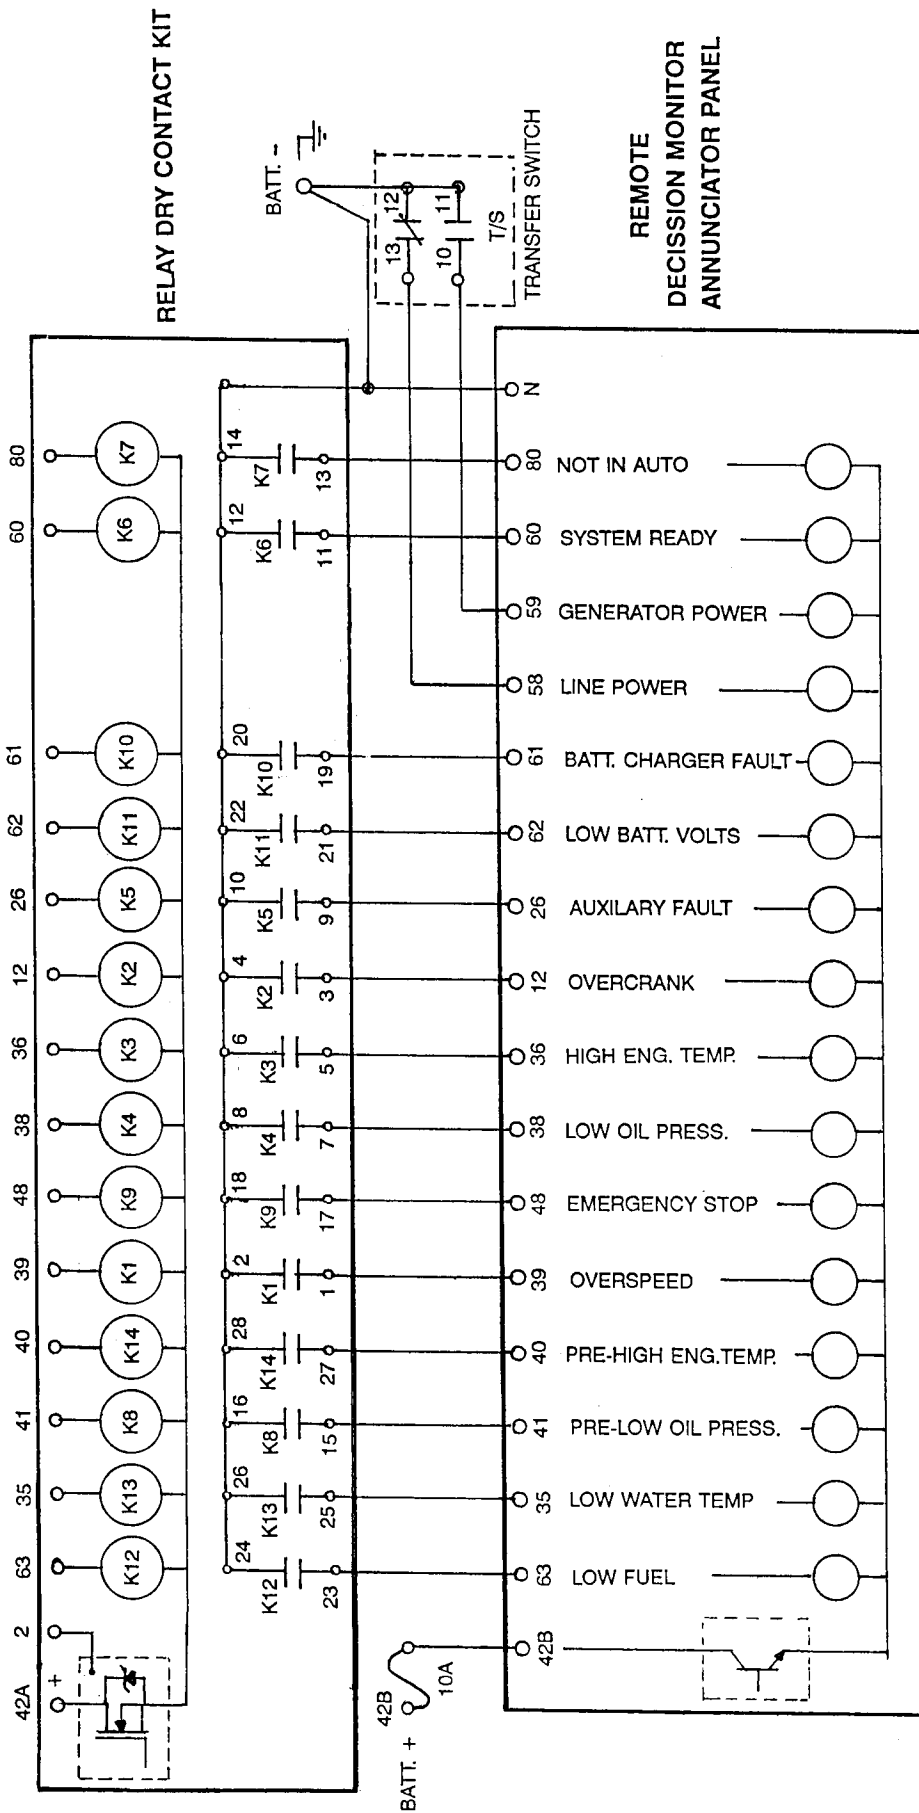 RELAY DRY CONTACT KIT
42A
2
63
35
41
40
39
48
38
36
12
26
62
61
60
80
+
K12
K13
K8
K14
K1
K9
K4
K3
K2
K5
K11
K10
K6
K7
24
26
16
28
2
18
8
6
4
10
22
20
12
14
K12
K13
K8
K14
K1
K9
K4
K3
K2
K5
K11
K10
K6
K7
23
25
15
27
1
17
7
5
3
9
21
19
11
13
BATT. -
12
11
13
10
T/S
TRANSFER SWITCH
BATT. +
42B
10A
REMOTE
DECISSION MONITOR
ANNUNCIATOR PANEL
42B
63 LOW FUEL
35 LOW WATER TEMP
41 PRE-LOW OIL PRESS.
40 PRE-HIGH ENG.TEMP.
39 OVERSPEED
48 EMERGENCY STOP
38 LOW OIL PRESS.
36 HIGH ENG. TEMP.
12 OVERCRANK
26 AUXILARY FAULT
62 LOW BATT. VOLTS
61 BATT. CHARGER FAULT
58 LINE POWER
59 GENERATOR POWER
60 SYSTEM READY
80 NOT IN AUTO
N